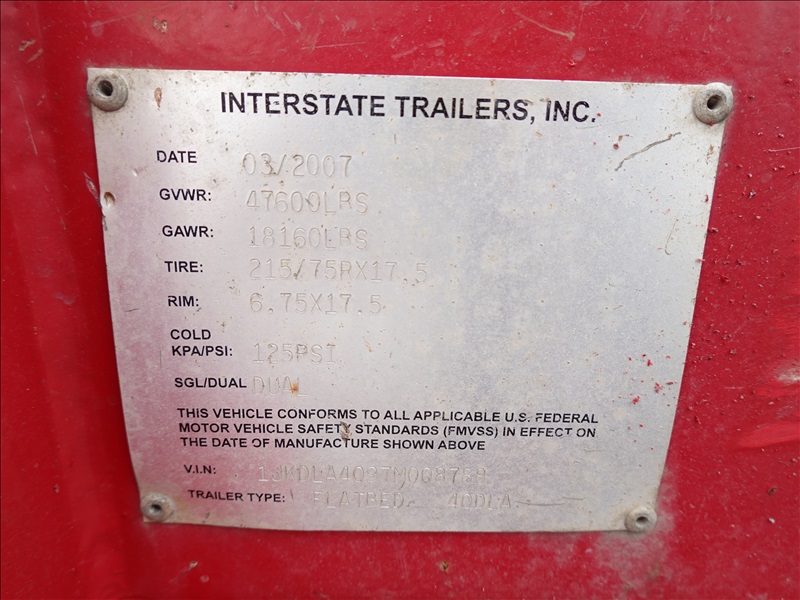 INTERSTATE TRAILERS, INC.
DATE 03/2007
GVWR: 47600LBS
GAWR: 18160LBS
TIRE: 215/75RX17.5
RIM: 6.75X17.5
COLD
KPA/PSI: 125PSI
SGL/DUAL DUAL
THIS VEHICLE CONFORMS TO ALL APPLICABLE U.S. FEDERAL
MOTOR VEHICLE SAFETY STANDARDS (FMVSS) IN EFFECT ON
THE DATE OF MANUFACTURE SHOWN ABOVE
V.I.N:
TRAILER TYPE: FLATBED 40DLA